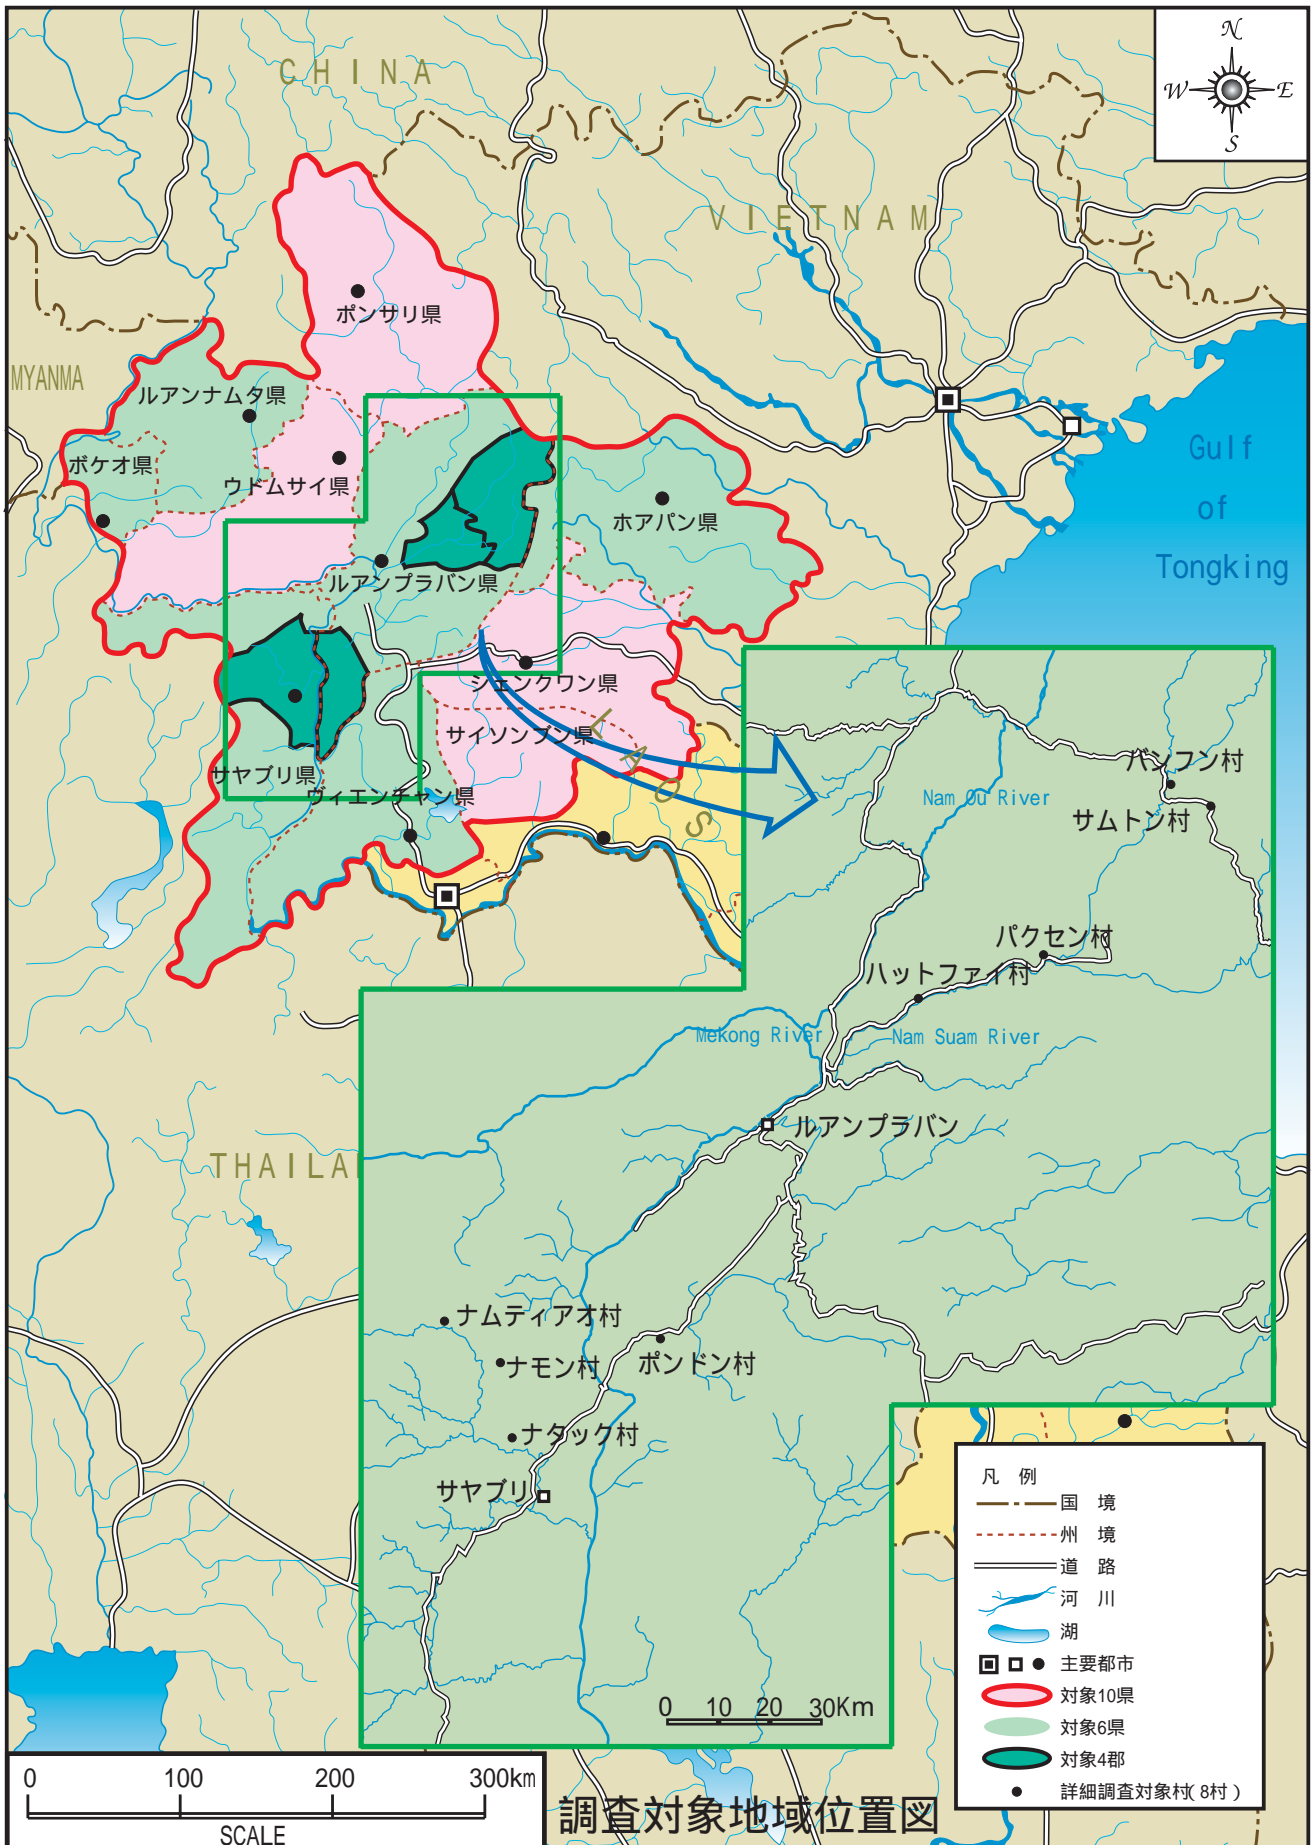 N
W E
S
CHINA
VIETNAM
ポンサリ県
MYANMA
ルアンナムタ県
ボケオ県
ウドムサイ県
ホアパン県
ルアンプラバン県
Gulf
of
Tongking
シェンクワン県
サイソンブン県
LAOS
サヤブリ県
ヴィエンチャン県
バンフン村
Nam Ou River
サムトン村
パクセン村
ハットファイ村
Mekong River
Nam Suam River
ルアンプラバン
THAILA
ナムティアオ村
ナモン村
ポンドン村
ナタック村
サヤブリ
0 10 20 30Km
凡 例
国 境
州 境
道 路
河 川
湖
主要都市
対象10県
対象6県
対象4郡
詳細調査対象村(8村)
0 100 200 300km
SCALE
調査対象地域位置図